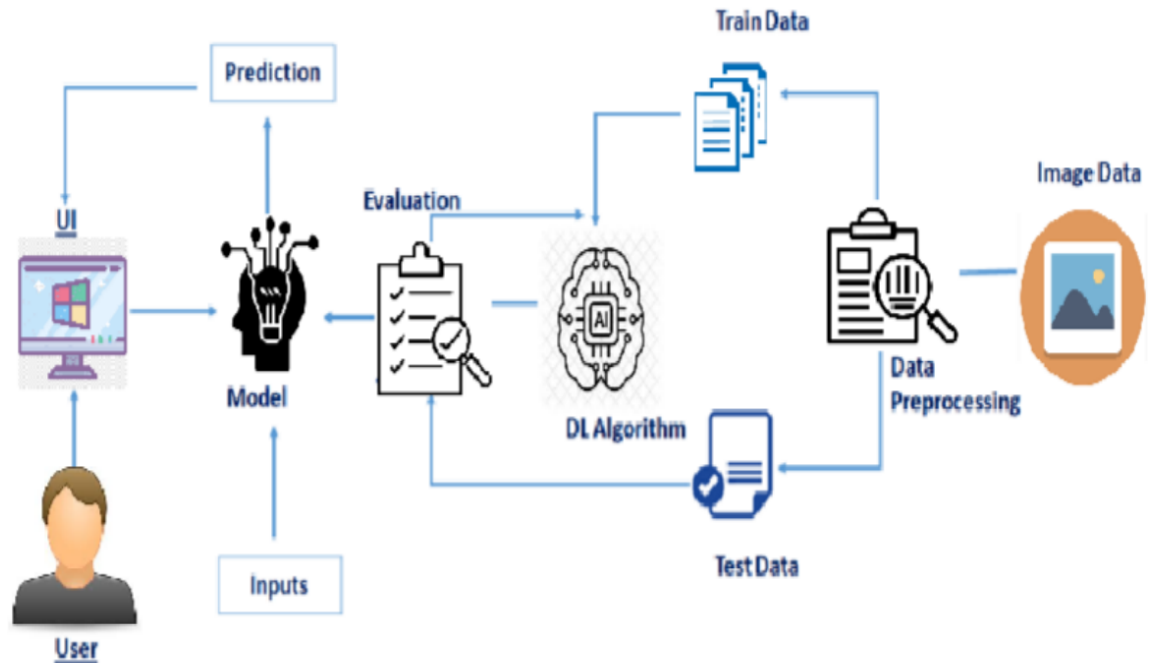 Train Data
Prediction
Image Data
Evaluation
UI
AI
Data
Preprocessing
Model
DL Algorithm
Inputs
Test Data
User